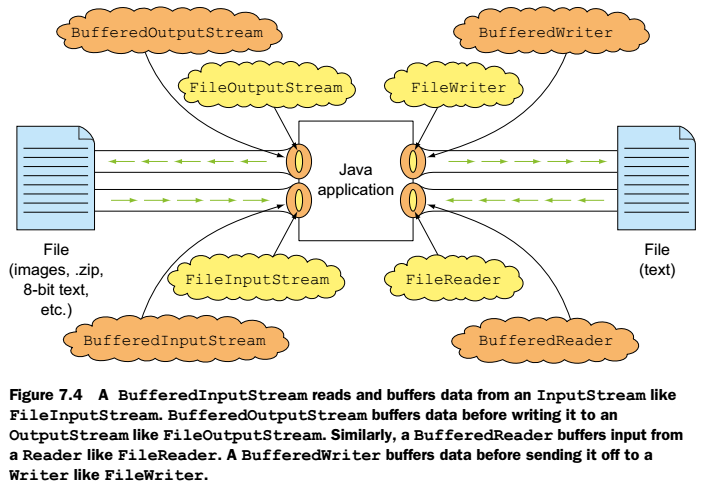 BufferedOutputStream
BufferedWriter
FileOutputStream
FileWriter
Java
application
File
(images, .zip,
8-bit text,
etc.)
File
(text)
FileInputStream
FileReader
BufferedInputStream
BufferedReader
Figure 7.4 A BufferedInputStream reads and buffers data from an InputStream like
FileInputStream. BufferedOutputStream buffers data before writing it to an
OutputStream like FileOutputStream. Similarly, a BufferedReader buffers input from
a Reader like FileReader. A BufferedWriter buffers data before sending it off to a
Writer like FileWriter.